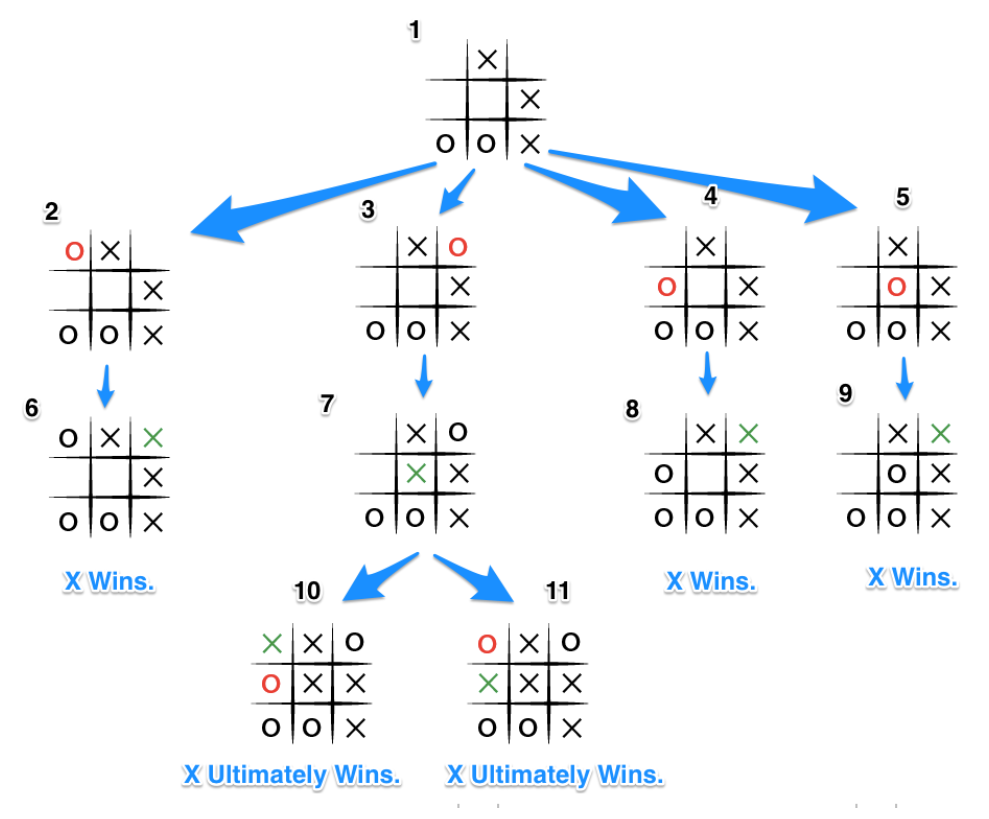 1
X
X
O O X
2
3
4
5
O X
X
O O X
X O
X
O O X
X
O X
O O X
X
O X
O O X
6
7
8
9
O X X
X
O O X
X O
X X
O O X
X X
O X
O O X
X X
O X
O O X
X Wins.
X Wins.
X Wins.
10
11
X X O
O X X
O O X
O X O
X X X
O O X
X Ultimately Wins.
X Ultimately Wins.